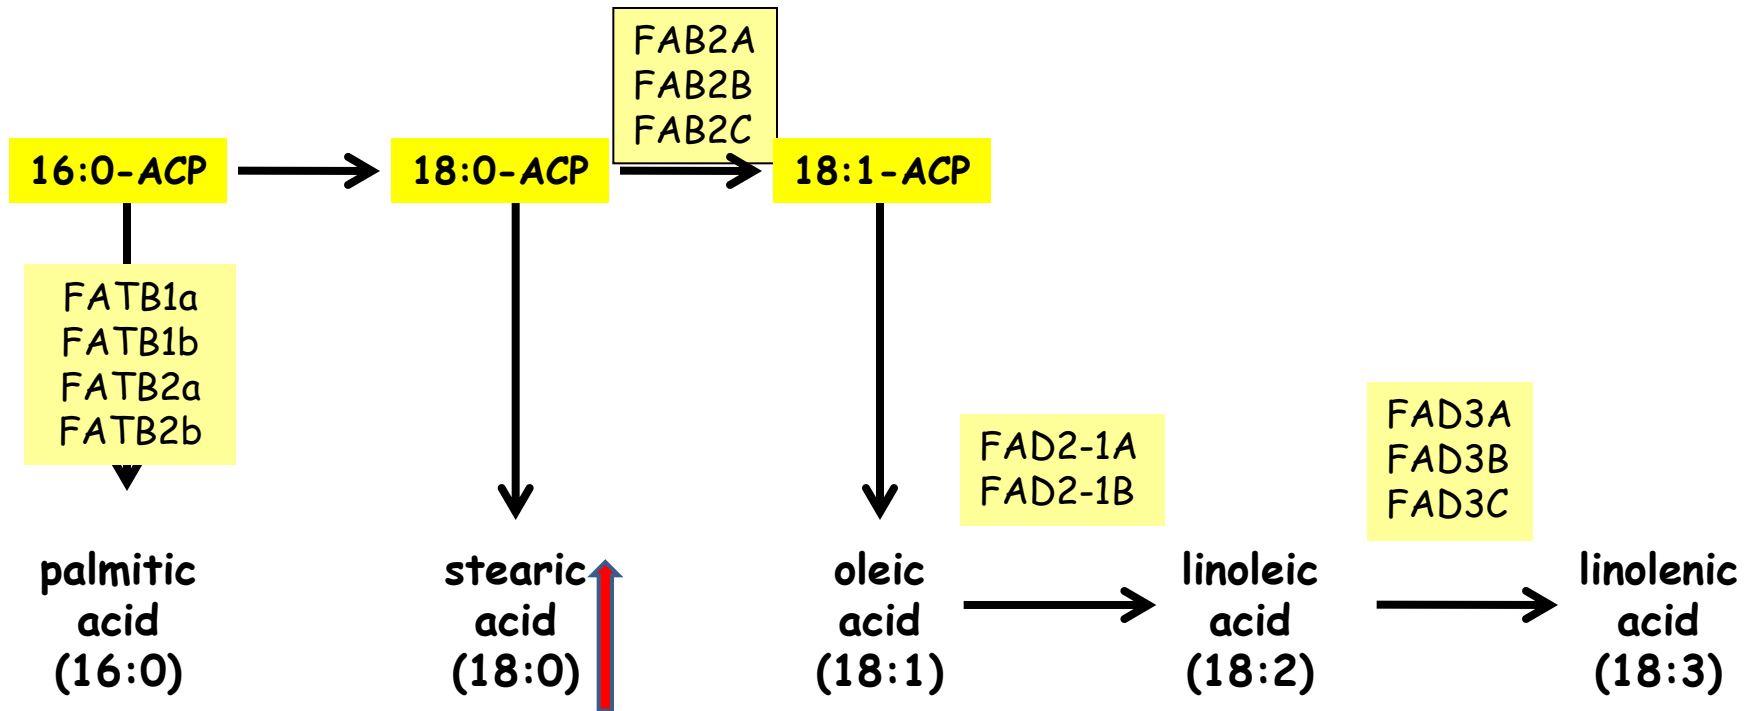 FAB2A
FAB2B
FAB2C
16:0-ACP
18:0-ACP
18:1-ACP
FATB1a
FATB1b
FATB2a
FATB2b
FAD2-1A
FAD2-1B
FAD3A
FAD3B
FAD3C
palmitic
acid
(16:0)
stearic
acid
(18:0)
oleic
acid
(18:1)
linoleic
acid
(18:2)
linolenic
acid
(18:3)